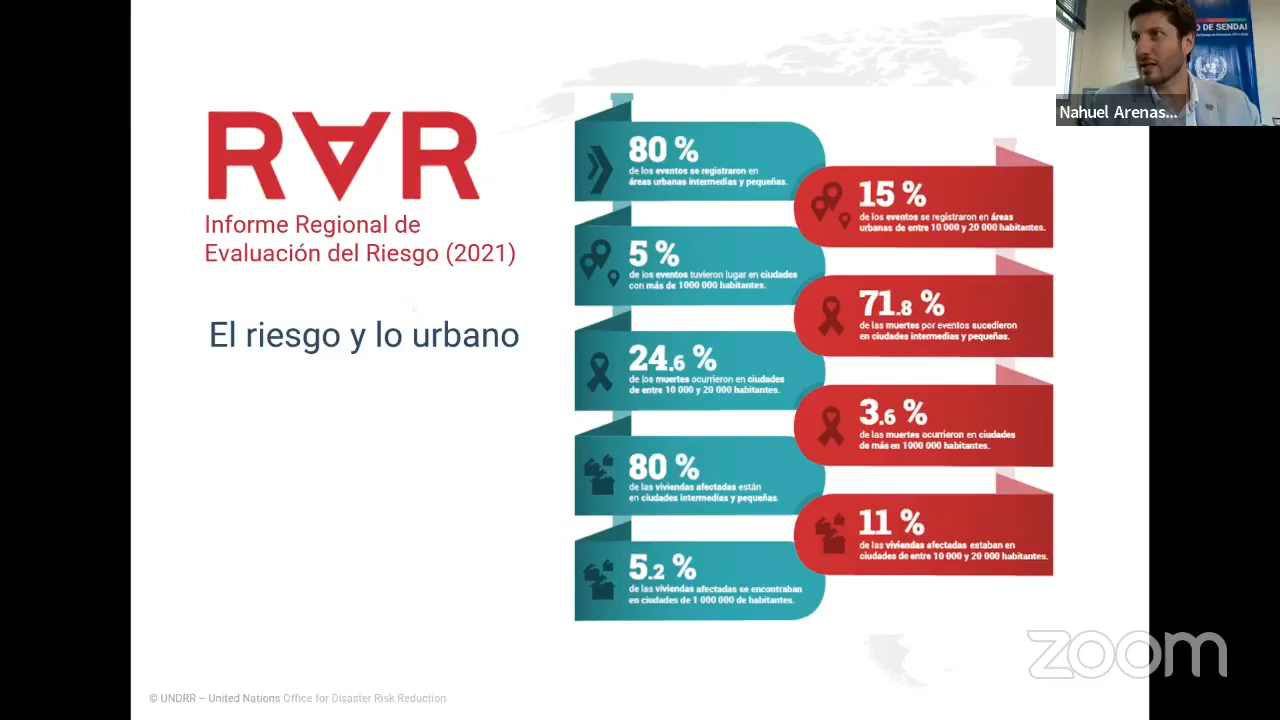 RAR
Informe Regional de
Evaluación del Riesgo (2021)
El riesgo y lo urbano
80 %
de los eventos se registraron en
áreas urbanas intermedias y pequeñas.
15 %
de los eventos se registraron en áreas
urbanas de entre 10 000 y 20 000 habitantes.
5 %
de los eventos tuvieron lugar en ciudades
con más de 1000 000 habitantes.
71.8 %
de las muertes por eventos sucedieron
en ciudades intermedias y pequeñas.
24.6 %
de los muertes ocurrieron en ciudades
de entre 10 000 y 20 000 habitantes.
3.6 %
de las muertes ocurrieron en ciudades
de más en 1000 000 habitantes.
80 %
de las viviendas afectadas están
en ciudades intermedias y pequeñas.
11 %
de las viviendas afectadas estaban en
ciudades de entre 10 000 y 20 000 habitantes.
5.2 %
de las viviendas afectadas se encontraban
en ciudades de 1 000 000 de habitantes.
© UNDRR – United Nations Office for Disaster Risk Reduction
DE SENDAI
Nahuel Arenas...
zoom